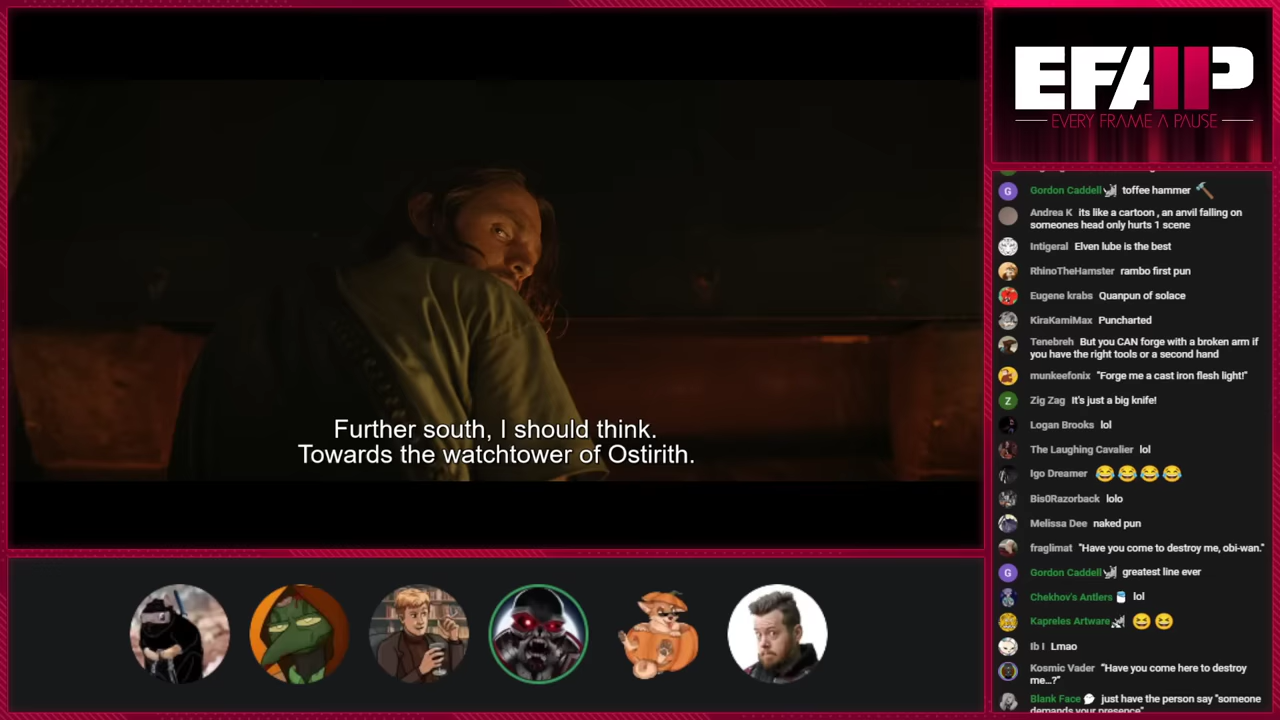 EFAP
EVERY FRAME A PAUSE
Further south, I should think.
Towards the watchtower of Ostirith.
Gordon Caddell toffee hammer
Andrea K its like a cartoon , an anvil falling on
someones head only hurts 1 scene
Intigeral Elven lube is the best
RhinoTheHamster rambo first pun
Eugene krabs Quanpun of solace
KiraKamiMax Puncharted
Tenebreh But you CAN forge with a broken arm if
you have the right tools or a second hand
munkeefonix "Forge me a cast iron flesh light!"
Z Zig Zag It's just a big knife!
Logan Brooks lol
The Laughing Cavalier lol
Igo Dreamer 😂😂😂😂
Bis0Razorback lolo
Melissa Dee naked pun
fraglimat "Have you come to destroy me, obi-wan."
G Gordon Caddell greatest line ever
Chekhov's Antlers lol
Kapreles Artware 😆😆
Ib I Lmao
Kosmic Vader "Have you come here to destroy
me...?"
Blank Face just have the person say "someone
demands your presence"